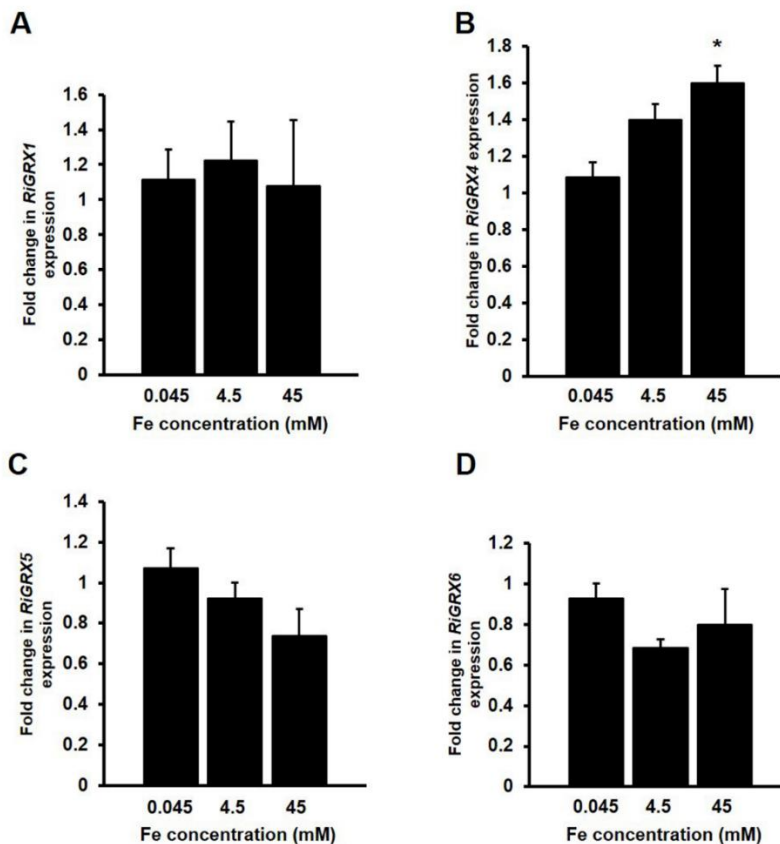 A
Fold change in RiGRX1
expression
1.6
1.4
1.2
1
0.8
0.6
0.4
0.2
0
0.045 4.5 45
Fe concentration (mM)
B
Fold change in RiGRX4 expression
1.8
1.6
1.4
1.2
1
0.8
0.6
0.4
0.2
0
*
0.045 4.5 45
Fe concentration (mM)
C
Fold change in RiGRX5
expression
1.4
1.2
1
0.8
0.6
0.4
0.2
0
0.045 4.5 45
Fe concentration (mM)
D
Fold change in RiGRX6
expression
1.2
1
0.8
0.6
0.4
0.2
0
0.045 4.5 45
Fe concentration (mM)